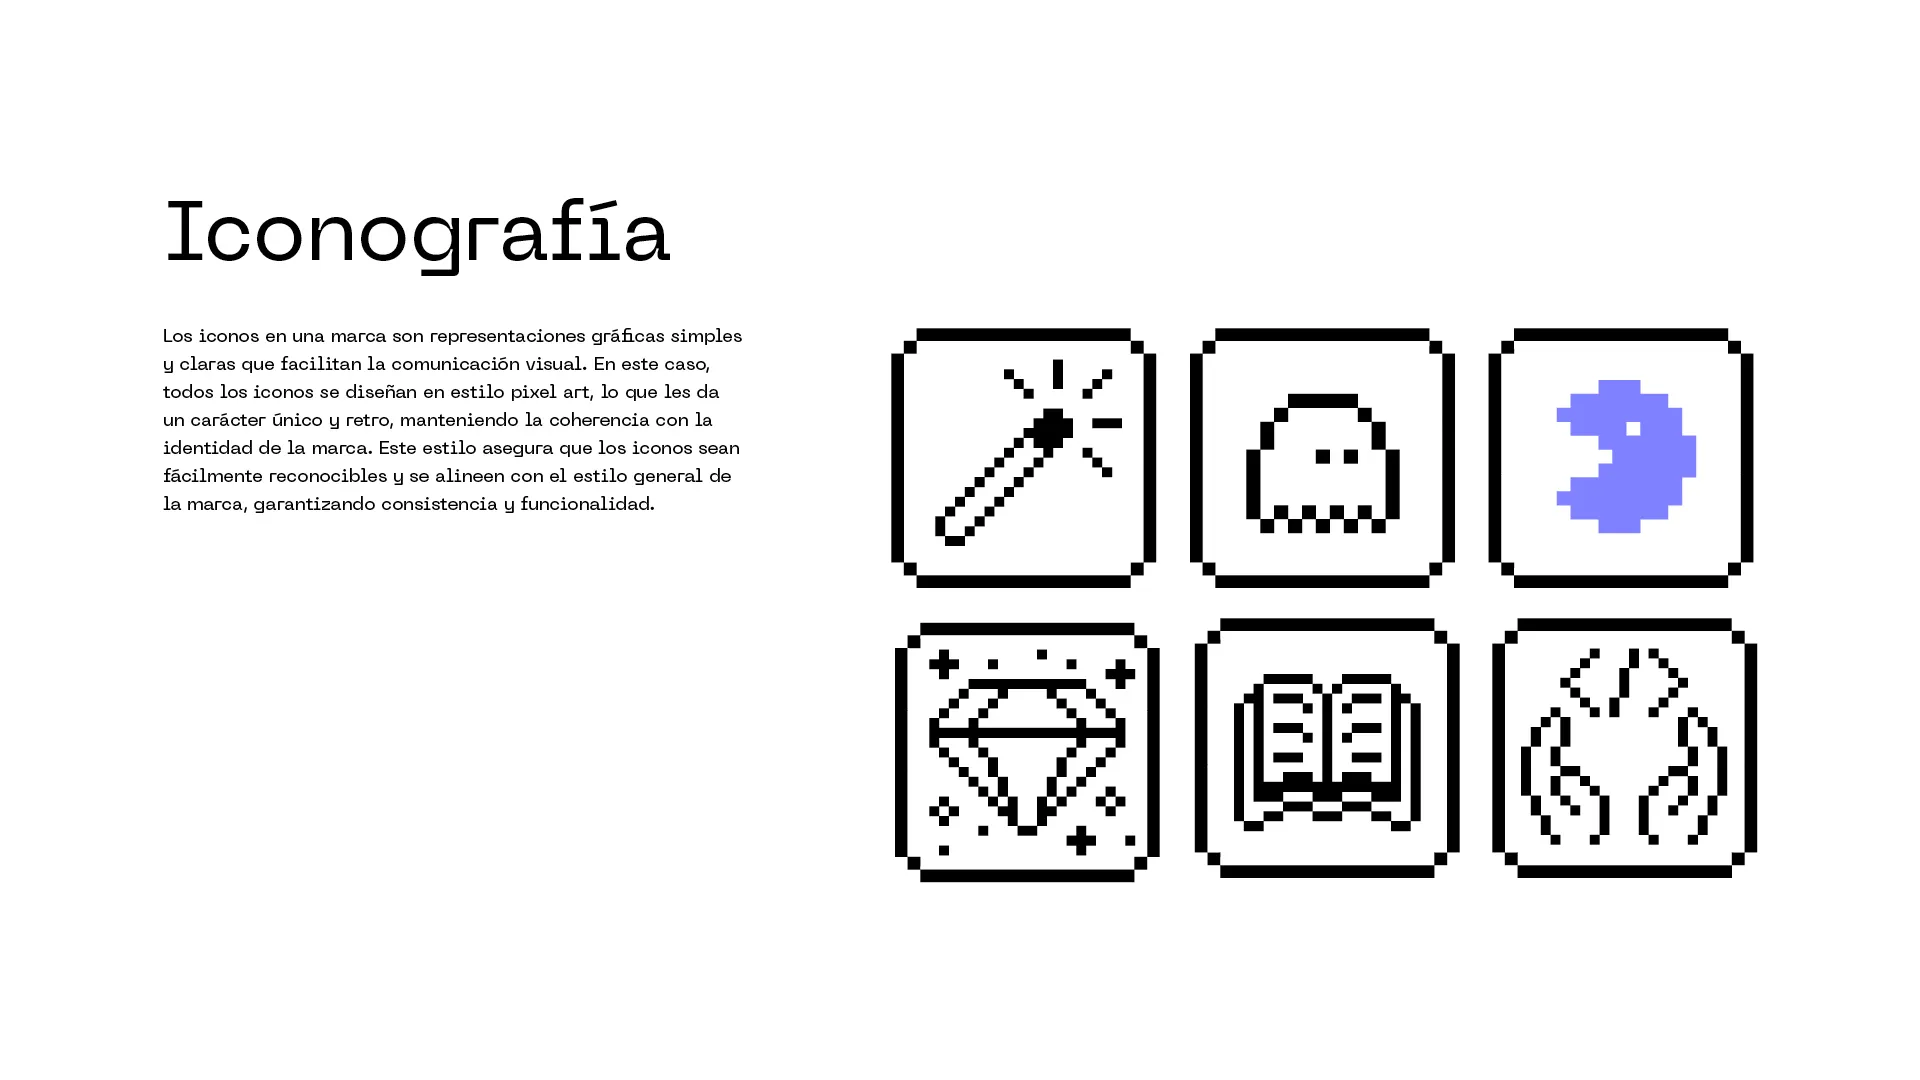 Iconografía
Los iconos en una marca son representaciones gráficas simples
y claras que facilitan la comunicación visual. En este caso,
todos los iconos se diseñan en estilo pixel art, lo que les da
un carácter único y retro, manteniendo la coherencia con la
identidad de la marca. Este estilo asegura que los iconos sean
fácilmente reconocibles y se alineen con el estilo general de
la marca, garantizando consistencia y funcionalidad.